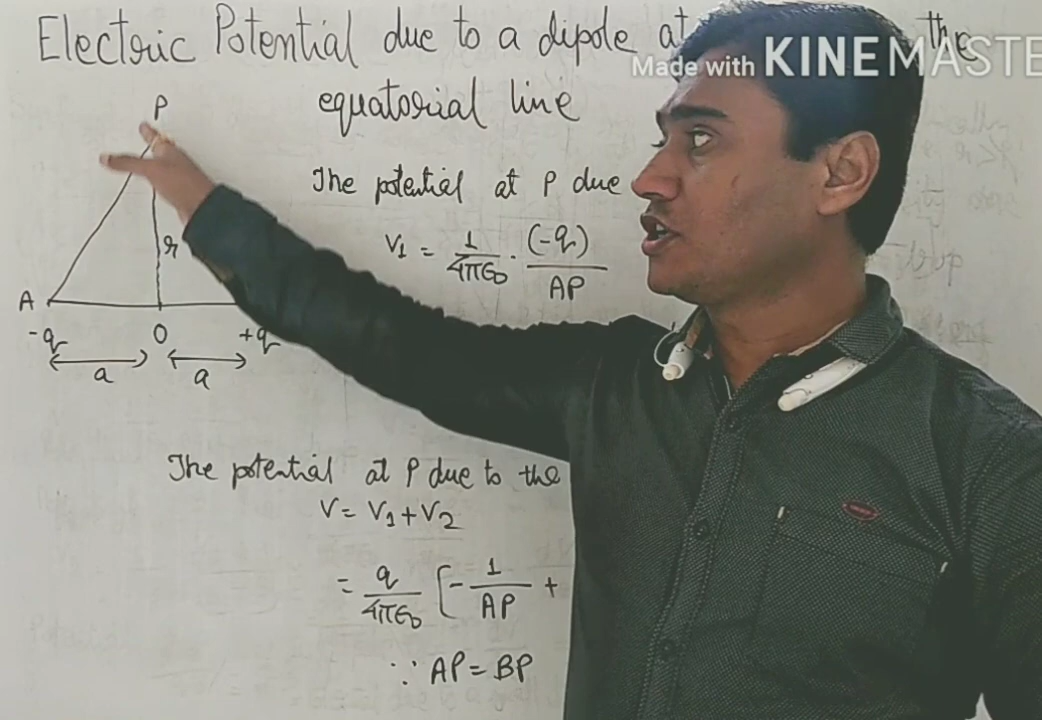 Electric Potential due to a dipole at the
equatorial line
Made with KINEMASTE
P
The potential at P due
V1 = 1/4πϵ0 · (-q)/AP
r
A
-q O +q
a a
The potential at P due to the
V = V1 + V2
= q/4πϵ0 [-1/AP +
∵ AP = BP